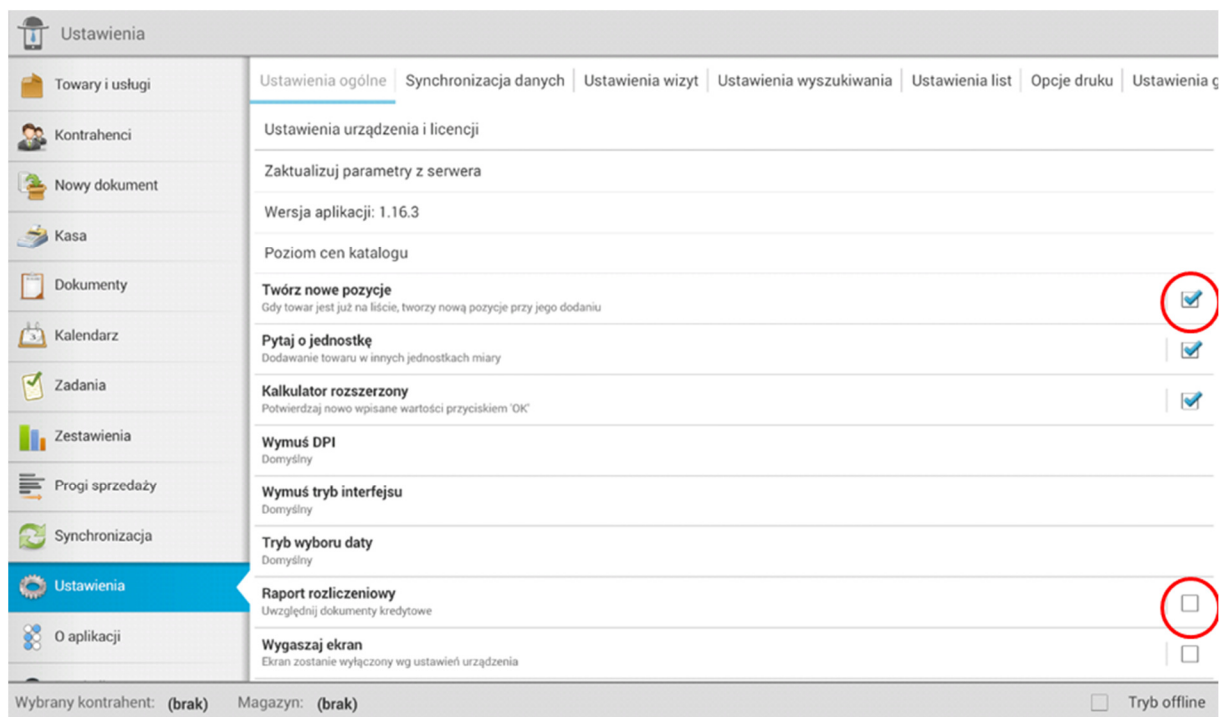 Ustawienia
Towary i usługi
Kontrahenci
Nowy dokument
Kasa
Dokumenty
Kalendarz
Zadania
Zestawienia
Progi sprzedaży
Synchronizacja
Ustawienia
O aplikacji
Ustawienia ogólne Synchronizacja danych Ustawienia wizyt Ustawienia wyszukiwania Ustawienia list Opcje druku Ustawienia
Ustawienia urządzenia i licencji
Zaktualizuj parametry z serwera
Wersja aplikacji: 1.16.3
Poziom cen katalogu
Twórz nowe pozycje
Gdy towar jest już na liście, tworzy nową pozycje przy jego dodaniu
Pytaj o jednostkę
Dodawanie towaru w innych jednostkach miary
Kalkulator rozszerzony
Potwierdzaj nowo wpisane wartości przyciskiem 'OK'
Wymuś DPI
Domyślny
Wymuś tryb interfejsu
Domyślny
Tryb wyboru daty
Domyślny
Raport rozliczeniowy
Uwzględnij dokumenty kredytowe
Wygaszaj ekran
Ekran zostanie wyłączony wg ustawień urządzenia
Wybrany kontrahent: (brak) Magazyn: (brak) Tryb offline